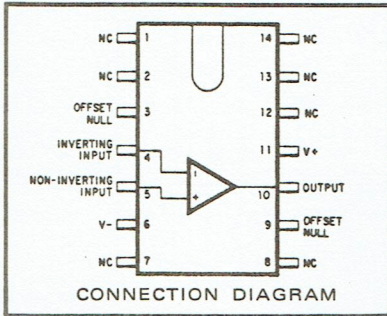 NC 1 14 NC
NC 2 13 NC
OFFSET
NULL 3 12 NC
INVERTING
INPUT 4 - 11 V+
NON-INVERTING
INPUT 5 + 10 OUTPUT
V- 6 9 OFFSET
NULL
NC 7 8 NC
CONNECTION DIAGRAM